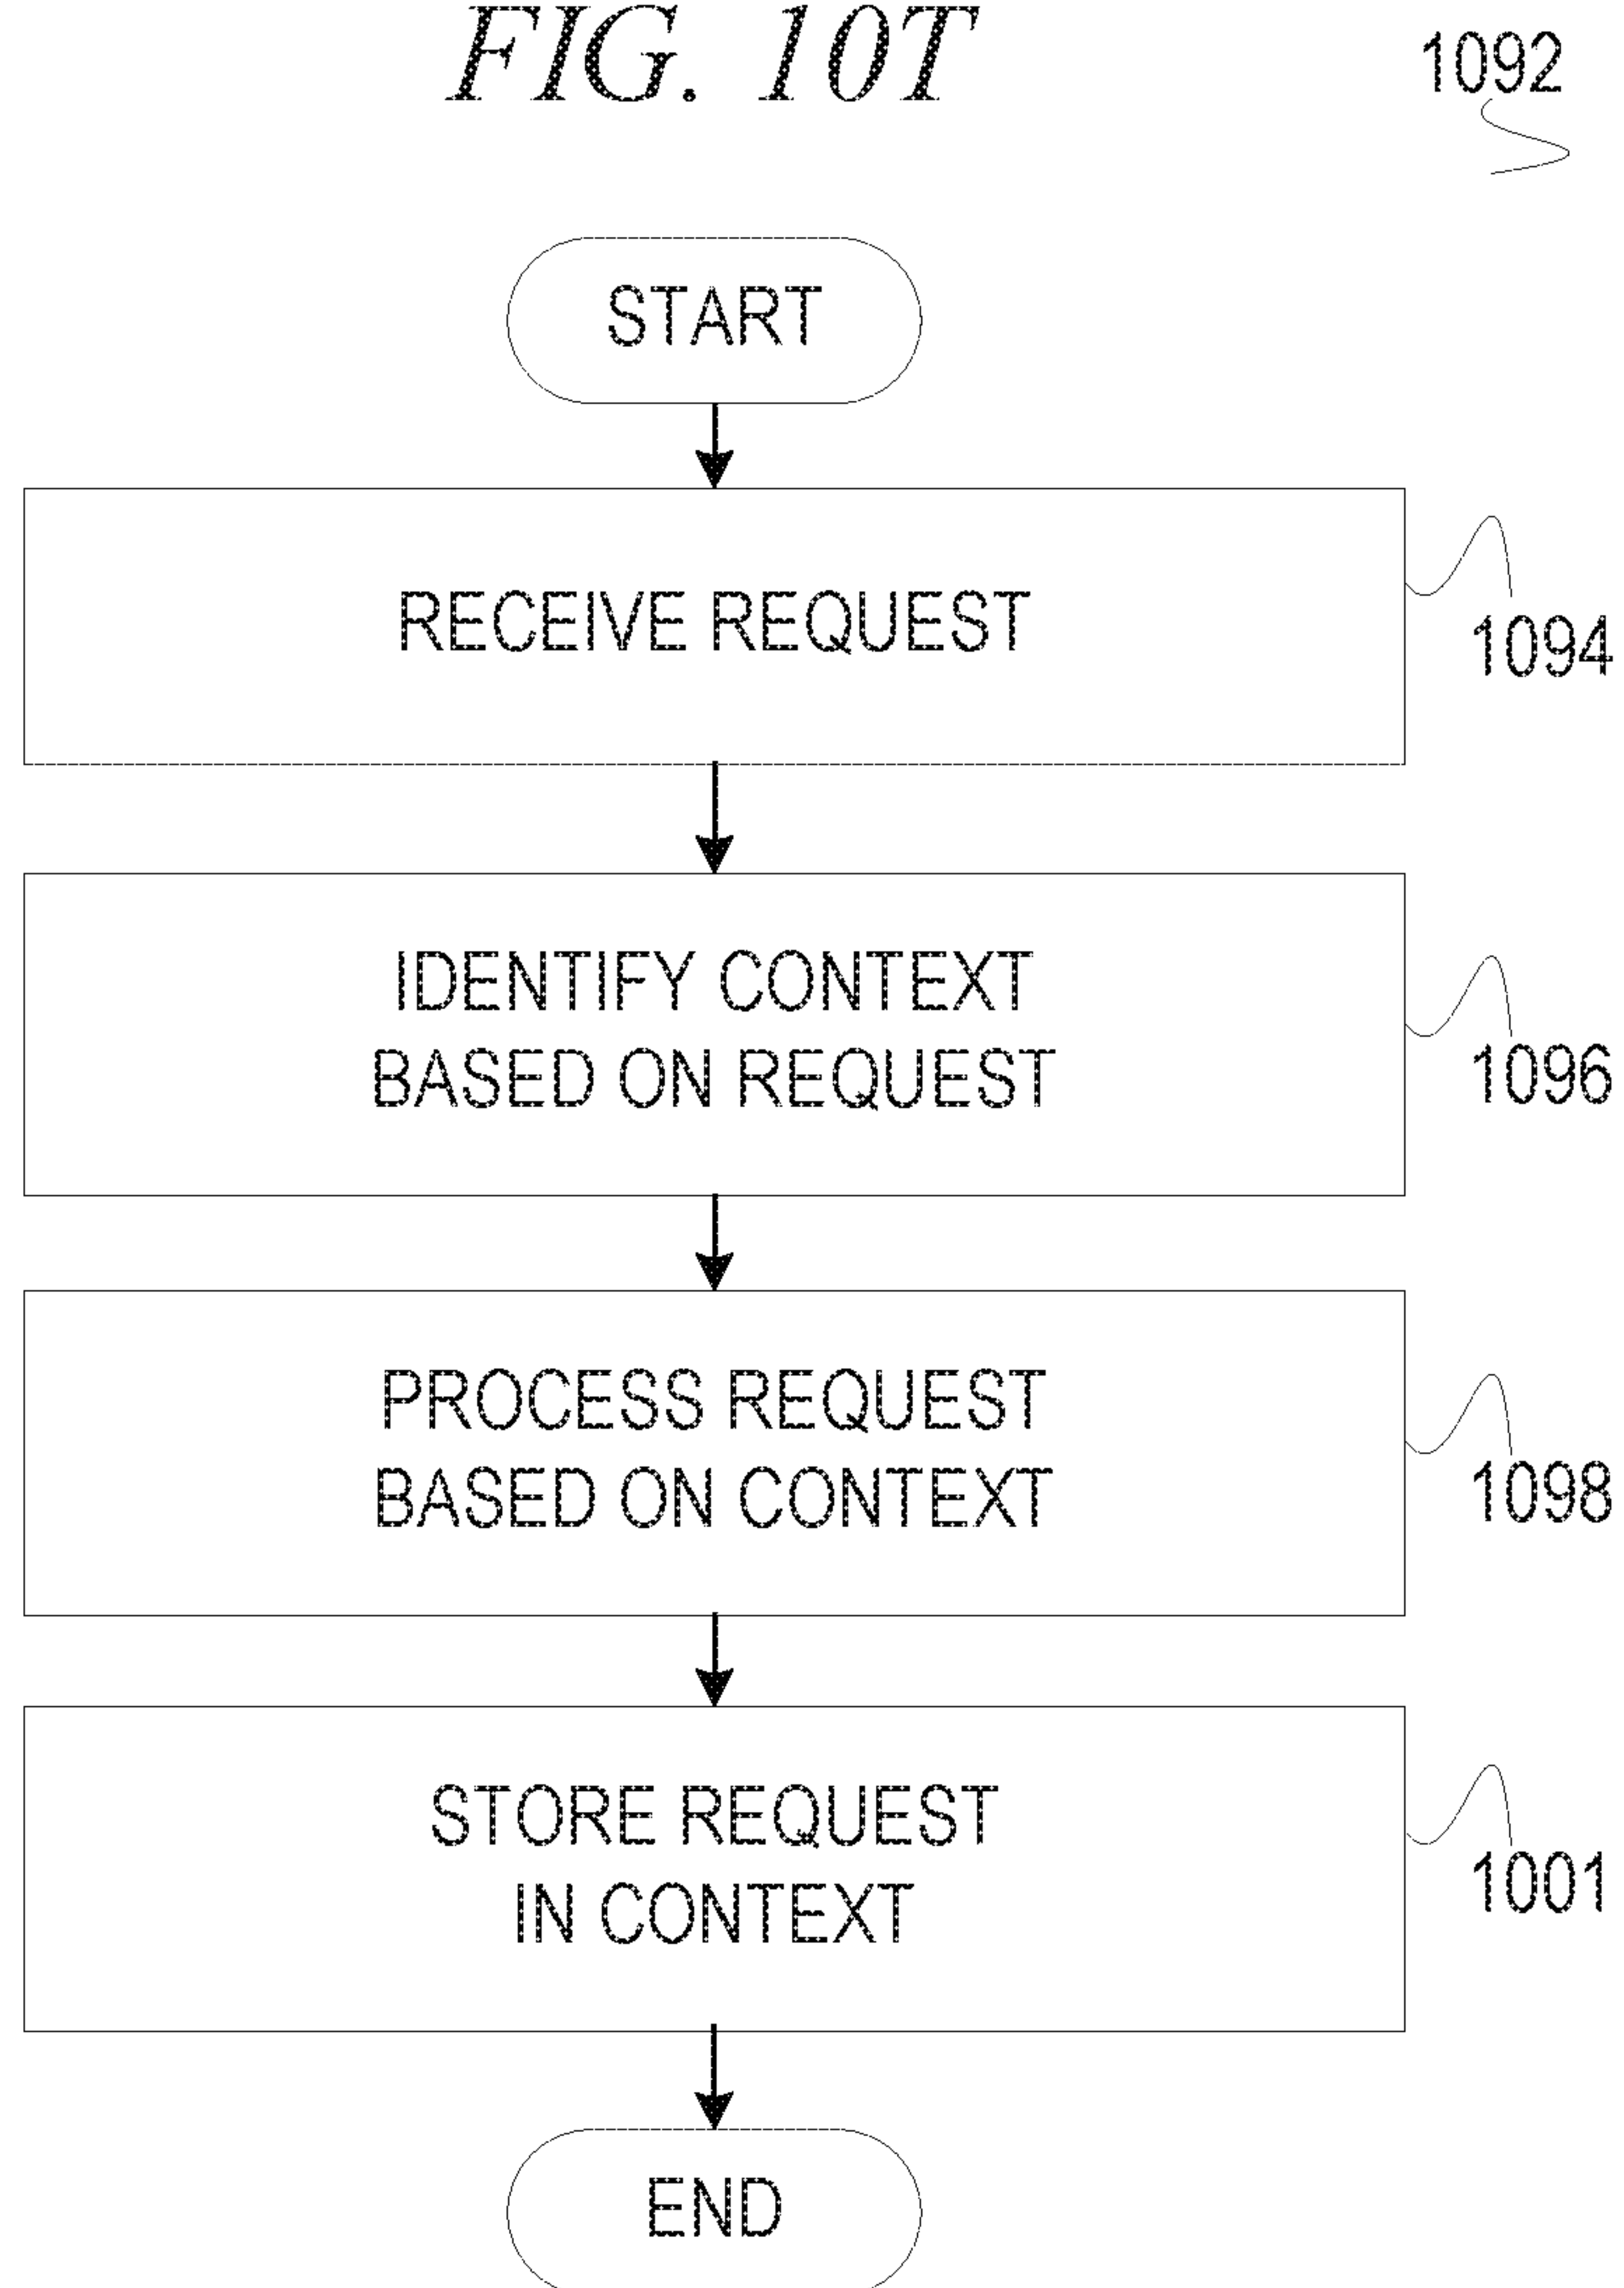 FIG. 10T
1092
START
RECEIVE REQUEST
1094
IDENTIFY CONTEXT
BASED ON REQUEST
1096
PROCESS REQUEST
BASED ON CONTEXT
1098
STORE REQUEST
IN CONTEXT
1001
END